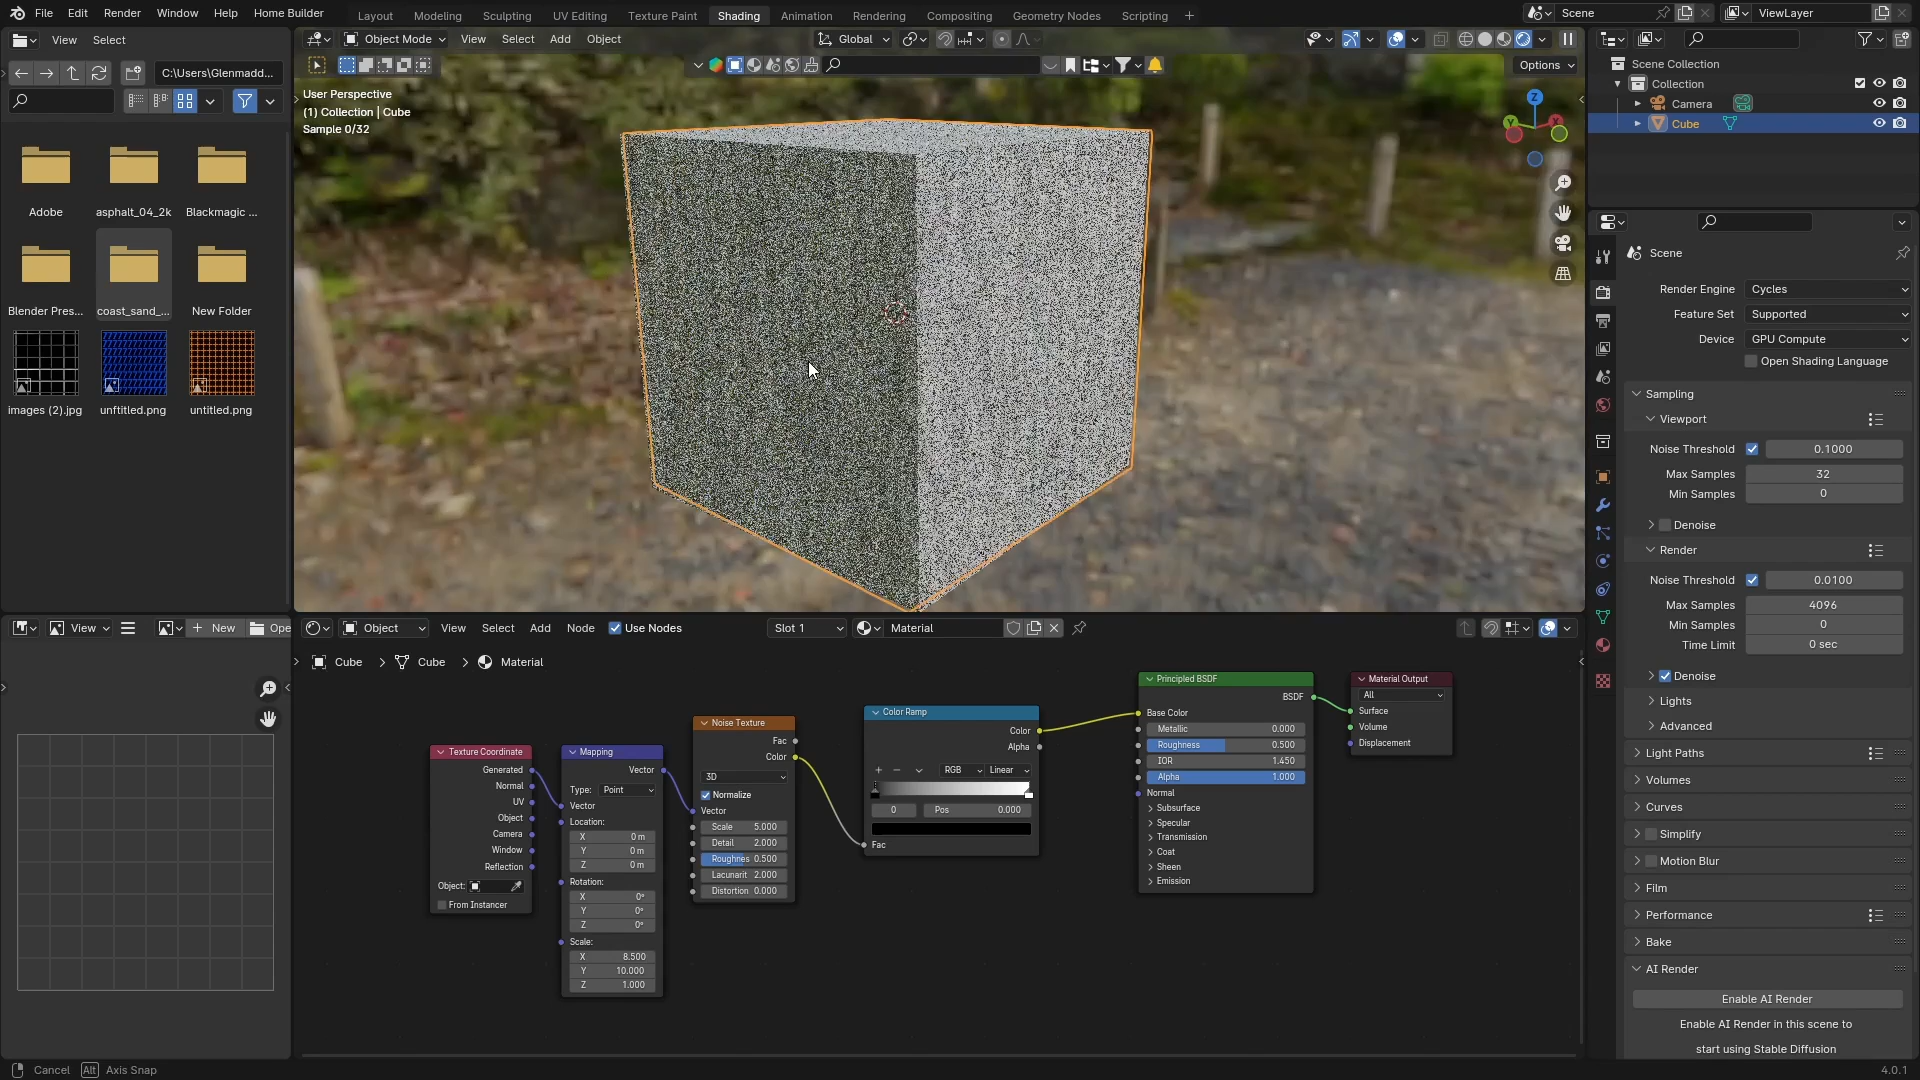 File Edit Render Window Help Home Builder
Layout Modeling Sculpting UV Editing Texture Paint Shading Animation Rendering Compositing Geometry Nodes Scripting +
Scene
ViewLayer
View Select
Object Mode View Select Add Object
Global
C:\Users\Glenmadd...
Options
User Perspective
(1) Collection | Cube
Sample 0/32
Z
Y
X
Scene Collection
Collection
Camera
Cube
Adobe
asphalt_04_2k
Blackmagic ...
Blender Pres...
coast_sand_...
New Folder
images (2).jpg
unftitled.png
untitled.png
Scene
Render Engine Cycles
Feature Set Supported
Device GPU Compute
Open Shading Language
Sampling
Viewport
Noise Threshold 0.1000
Max Samples 32
Min Samples 0
Denoise
Render
Noise Threshold 0.0100
Max Samples 4096
Min Samples 0
Time Limit 0 sec
Denoise
Lights
Advanced
Light Paths
Volumes
Curves
Simplify
Motion Blur
Film
Performance
Bake
AI Render
Enable AI Render
Enable AI Render in this scene to
start using Stable Diffusion
View
+ New
Ope
Object View Select Add Node Use Nodes
Slot 1
Material
Cube > Cube > Material
Texture Coordinate
Generated
Normal
UV
Object
Camera
Window
Reflection
Object:
From Instancer
Mapping
Vector
Type: Point
Vector
Location:
X 0 m
Y 0 m
Z 0 m
Rotation:
X 0°
Y 0°
Z 0°
Scale:
X 8.500
Y 10.000
Z 1.000
Noise Texture
Fac
Color
3D
Normalize
Vector
Scale 5.000
Detail 2.000
Roughnes 0.500
Lacunarit 2.000
Distortion 0.000
Color Ramp
Color
Alpha
+ − RGB Linear
0 Pos 0.000
Fac
Principled BSDF
BSDF
Base Color
Metallic 0.000
Roughness 0.500
IOR 1.450
Alpha 1.000
Normal
Subsurface
Specular
Transmission
Coat
Sheen
Emission
Material Output
All
Surface
Volume
Displacement
Cancel Alt Axis Snap
4.0.1